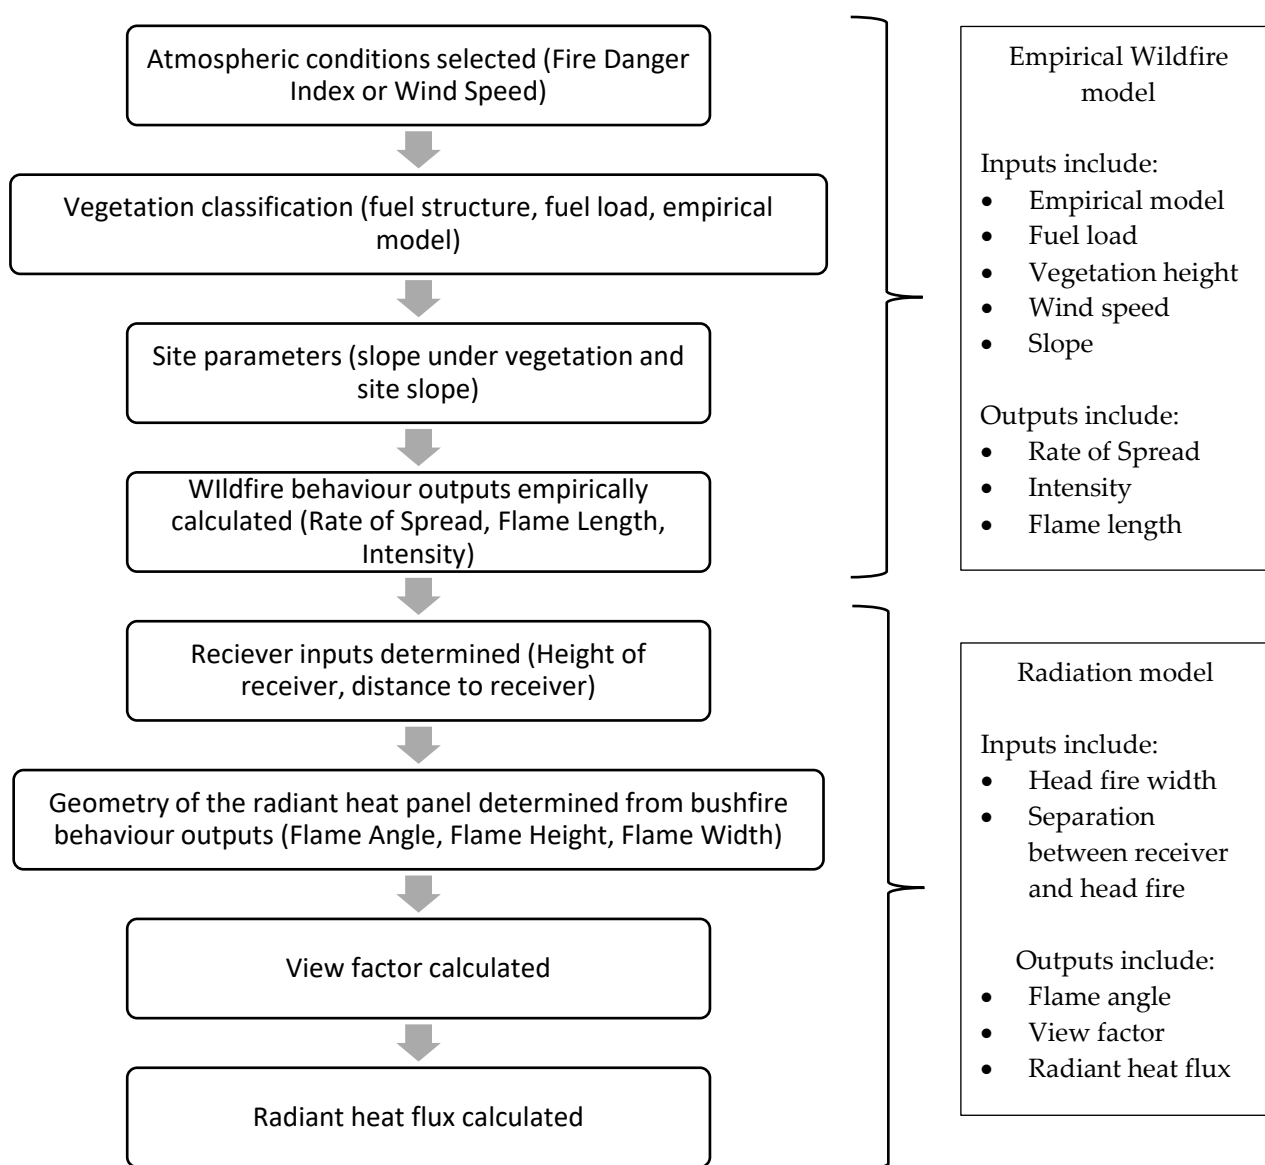 Atmospheric conditions selected (Fire Danger
Index or Wind Speed)
Vegetation classification (fuel structure, fuel load, empirical
model)
Site parameters (slope under vegetation and
site slope)
WIldfire behaviour outputs empirically
calculated (Rate of Spread, Flame Length,
Intensity)
Reciever inputs determined (Height of
receiver, distance to receiver)
Geometry of the radiant heat panel determined from bushfire
behaviour outputs (Flame Angle, Flame Height, Flame Width)
View factor calculated
Radiant heat flux calculated
Empirical Wildfire
model
Inputs include:
• Empirical model
• Fuel load
• Vegetation height
• Wind speed
• Slope
Outputs include:
• Rate of Spread
• Intensity
• Flame length
Radiation model
Inputs include:
• Head fire width
• Separation
between receiver
and head fire
Outputs include:
• Flame angle
• View factor
• Radiant heat flux